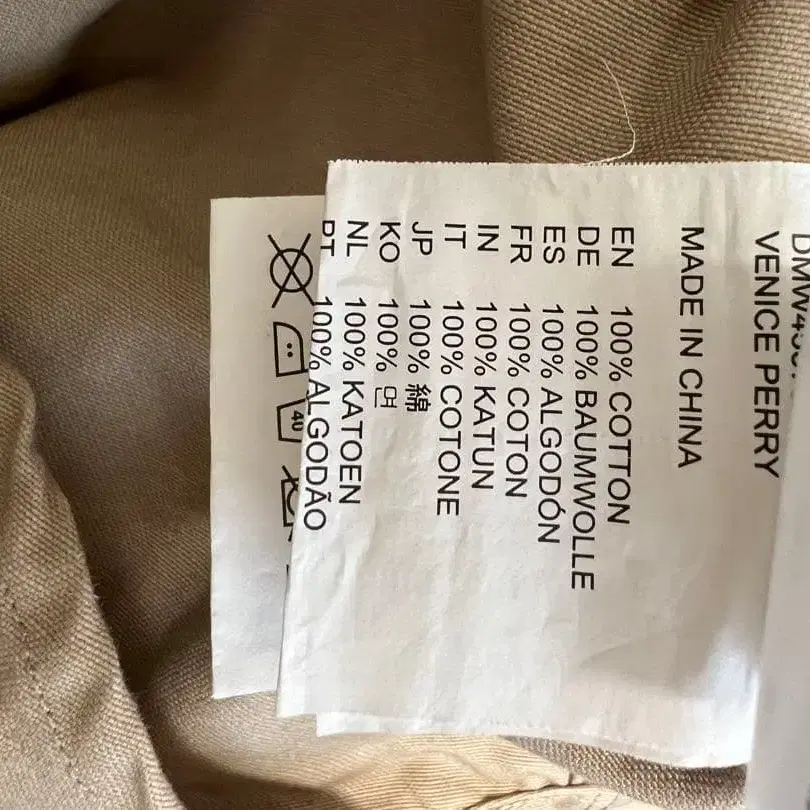 VENICE PERRY
MADE IN CHINA
EN 100% COTTON
DE 100% BAUMWOLLE
ES 100% ALGODÓN
FR 100% COTON
IN 100% KATUN
IT 100% COTONE
JP 100% 綿
KO 100% 면
NL 100% KATOEN
PT 100% ALGODÃO
40